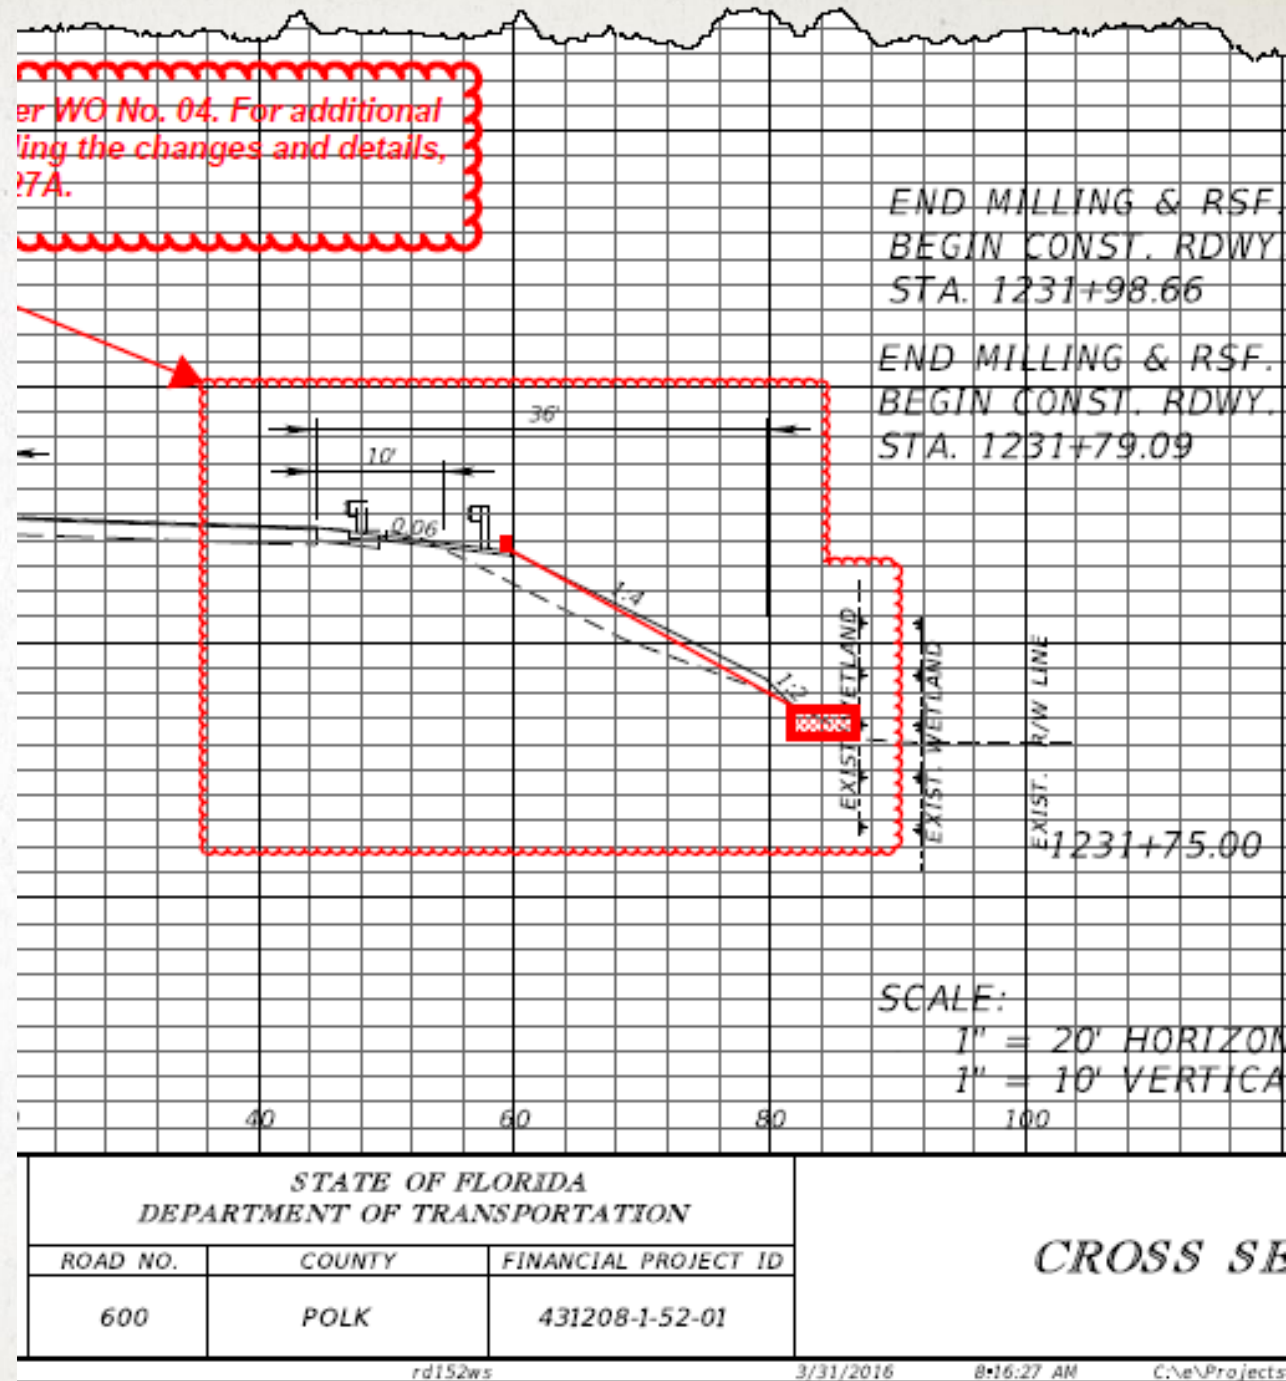 er WO No. 04. For additional
ling the changes and details,
27A.
END MILLING & RSF.
BEGIN CONST. RDWY.
STA. 1231+98.66
END MILLING & RSF.
BEGIN CONST. RDWY.
STA. 1231+79.09
36'
10'
0.06
1:4
1:2
EXIST. WETLAND
EXIST. WETLAND
EXIST. R/W LINE
1231+75.00
SCALE:
1" = 20' HORIZON
1" = 10' VERTICA
40 60 80 100
STATE OF FLORIDA
DEPARTMENT OF TRANSPORTATION
ROAD NO. COUNTY FINANCIAL PROJECT ID
600 POLK 431208-1-52-01
CROSS SE
rd152ws 3/31/2016 8:16:27 AM C:\e\Projects